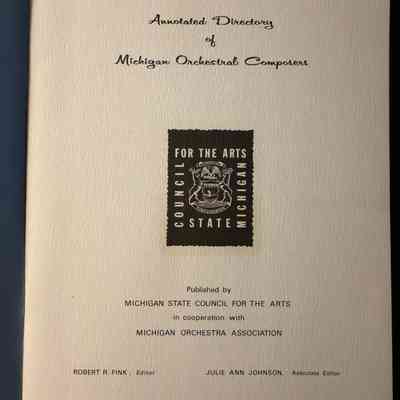 Annotated Directory
of
Michigan Orchestral Composers
FOR THE ARTS
COUNCIL
MICHIGAN
STATE
Published by
MICHIGAN STATE COUNCIL FOR THE ARTS
in cooperation with
MICHIGAN ORCHESTRA ASSOCIATION
ROBERT R. FINK, Editor JULIE ANN JOHNSON, Associate Editor